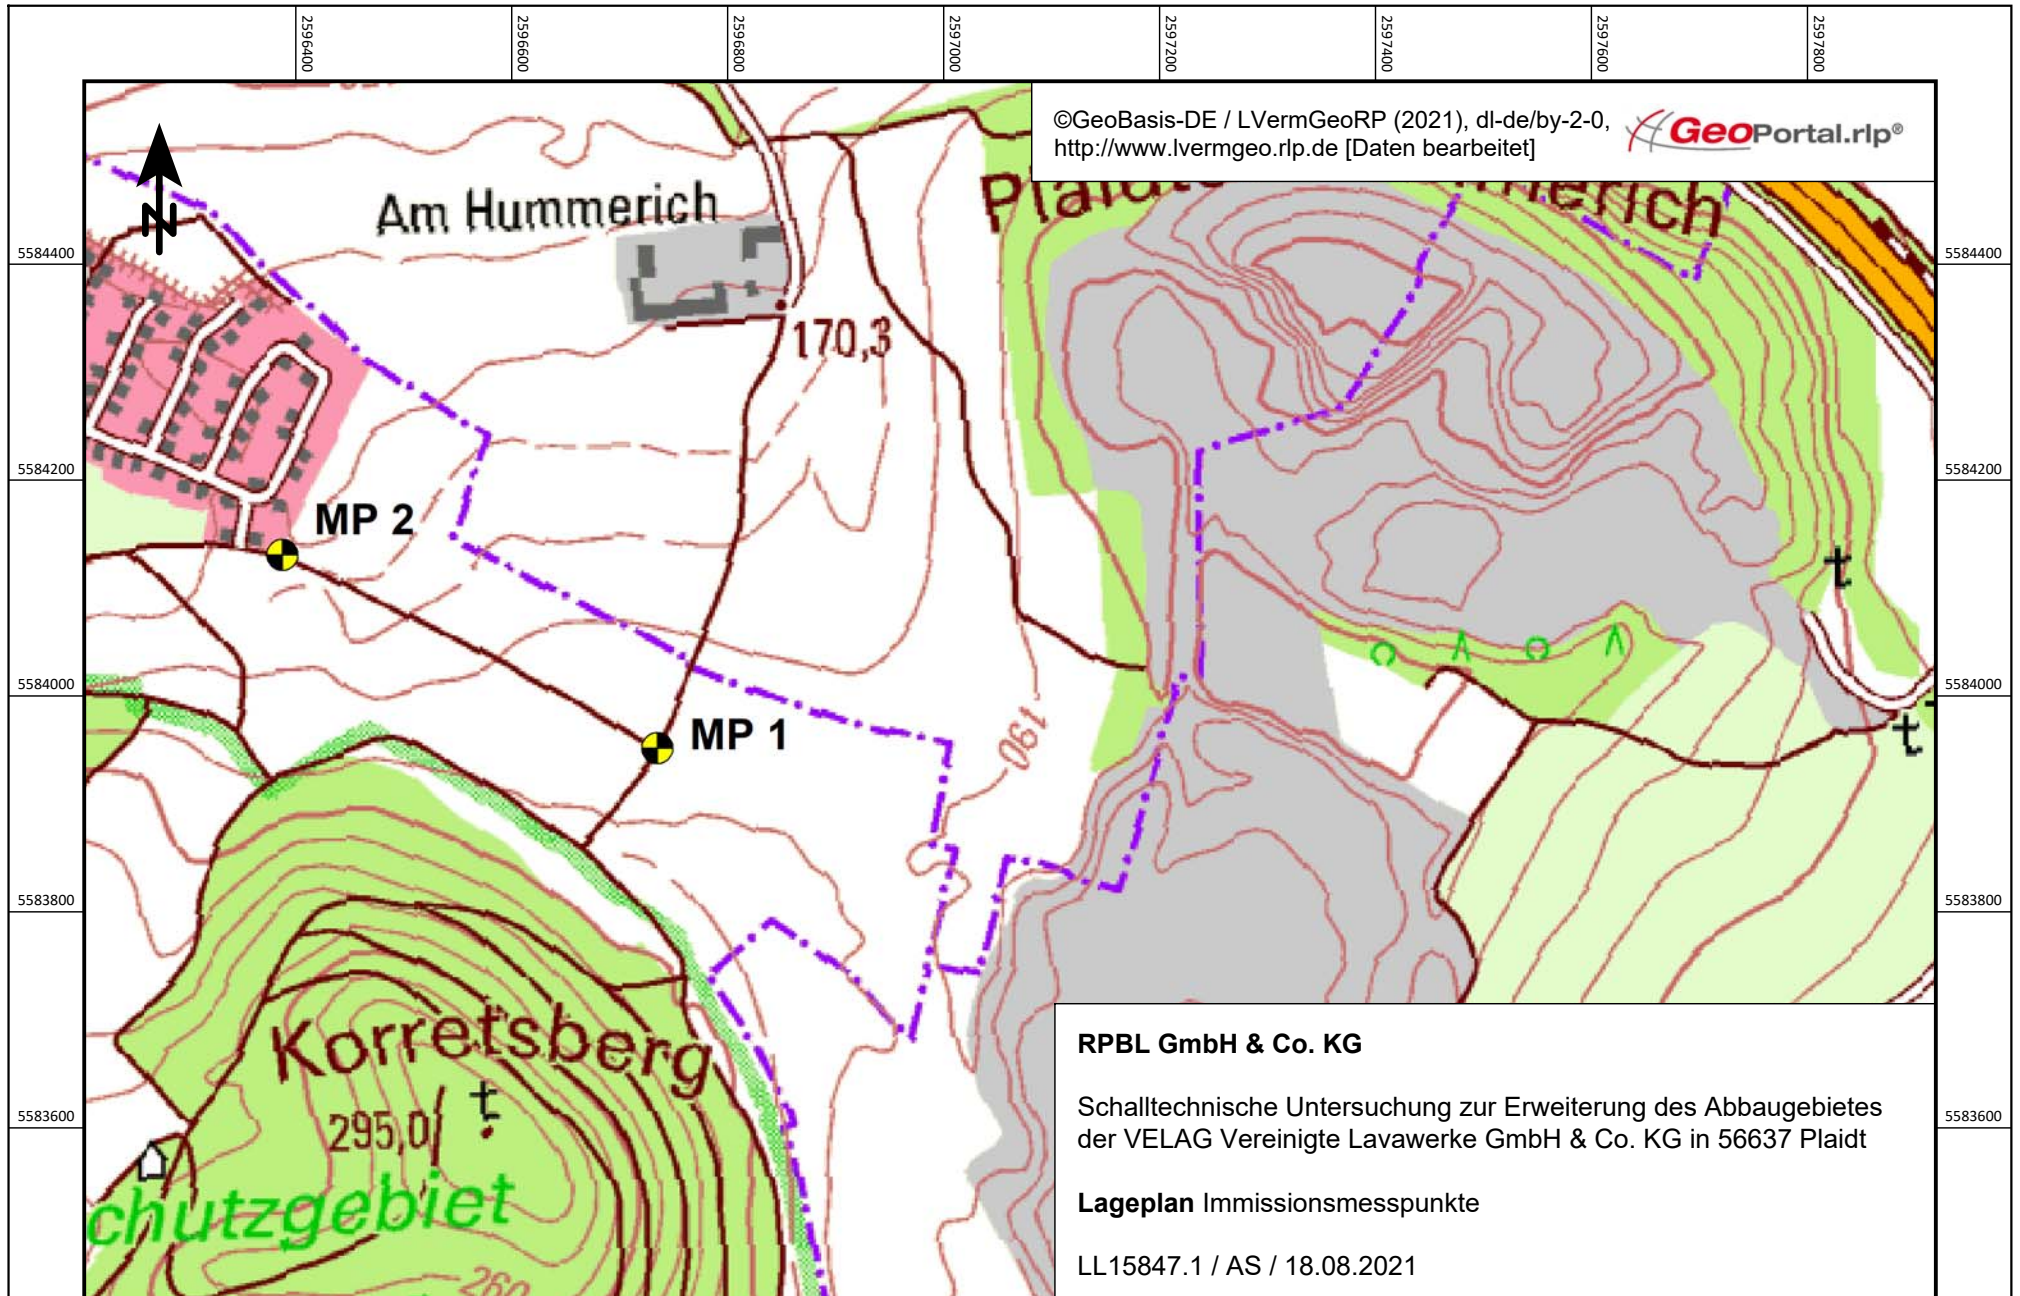 2596400
2596600
2596800
2597000
2597200
2597400
2597600
2597800
©GeoBasis-DE / LVermGeoRP (2021), dl-de/by-2-0,
http://www.lvermgeo.rlp.de [Daten bearbeitet]
GeoPortal.rlp®
N
Am Hummerich
5584400
5584400
170,3
5584200
5584200
MP 2
5584000
5584000
MP 1
190
5583800
5583800
Korretsberg
295,0
5583600
5583600
chutzgebiet
260
RPBL GmbH & Co. KG
Schalltechnische Untersuchung zur Erweiterung des Abbaugebietes
der VELAG Vereinigte Lavawerke GmbH & Co. KG in 56637 Plaidt
Lageplan Immissionsmesspunkte
LL15847.1 / AS / 18.08.2021